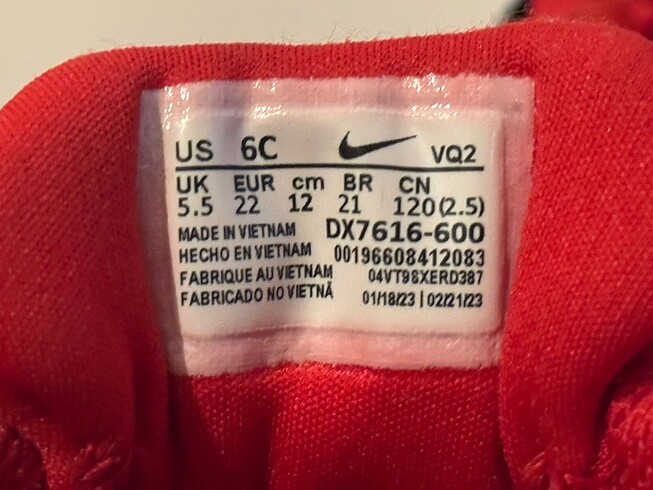 US 6C VQ2
UK EUR cm BR CN
5.5 22 12 21 120(2.5)
MADE IN VIETNAM DX7616-600
HECHO EN VIETNAM 00196608412083
FABRIQUE AU VIETNAM 04VT9SXERD387
FABRICADO NO VIETNÃ 01/18/23 | 02/21/23